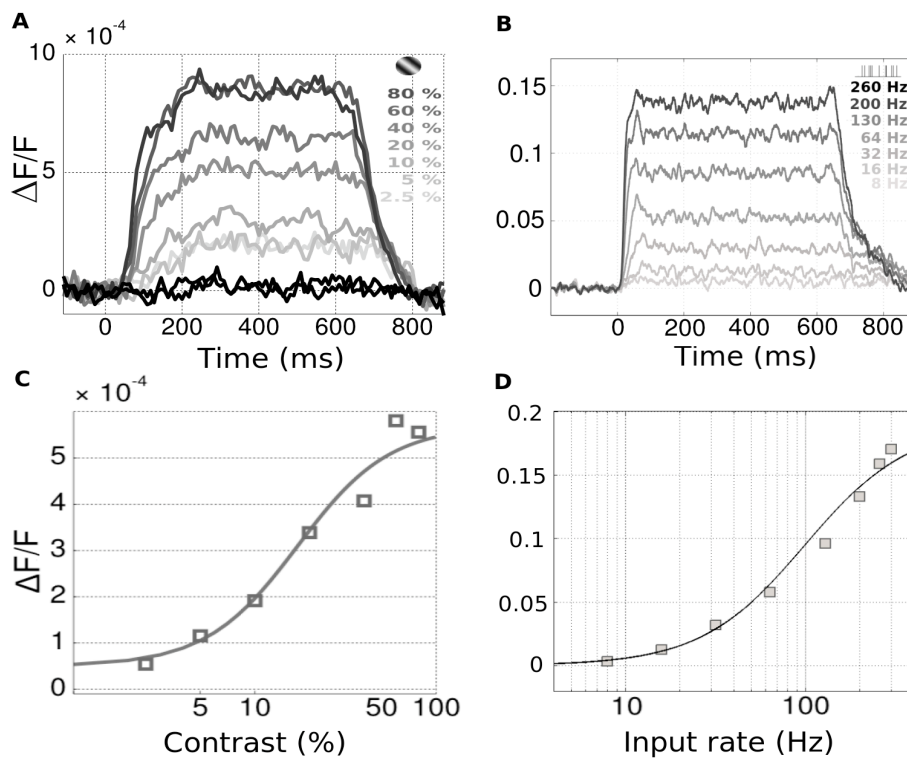 A
× 10⁻⁴
10
5
0
ΔF/F
80 %
60 %
40 %
20 %
10 %
5 %
2.5 %
0 200 400 600 800
Time (ms)
B
0.15
0.1
0.05
0
260 Hz
200 Hz
130 Hz
64 Hz
32 Hz
16 Hz
8 Hz
0 200 400 600 800
Time (ms)
C
× 10⁻⁴
5
4
3
2
1
0
ΔF/F
5 10 50 100
Contrast (%)
D
0.2
0.15
0.1
0.05
0
10 100
Input rate (Hz)